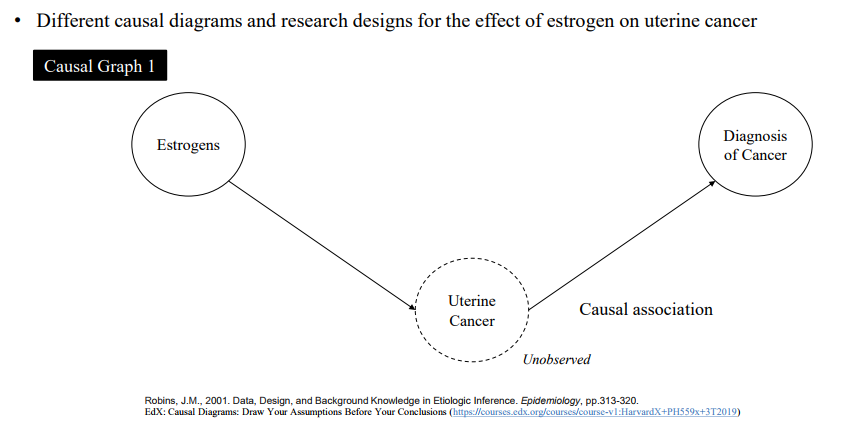 • Different causal diagrams and research designs for the effect of estrogen on uterine cancer
Causal Graph 1
Estrogens
Diagnosis
of Cancer
Uterine
Cancer
Causal association
Unobserved
Robins, J.M., 2001. Data, Design, and Background Knowledge in Etiologic Inference. Epidemiology, pp.313-320.
EdX: Causal Diagrams: Draw Your Assumptions Before Your Conclusions (https://courses.edx.org/courses/course-v1:HarvardX+PH559x+3T2019)